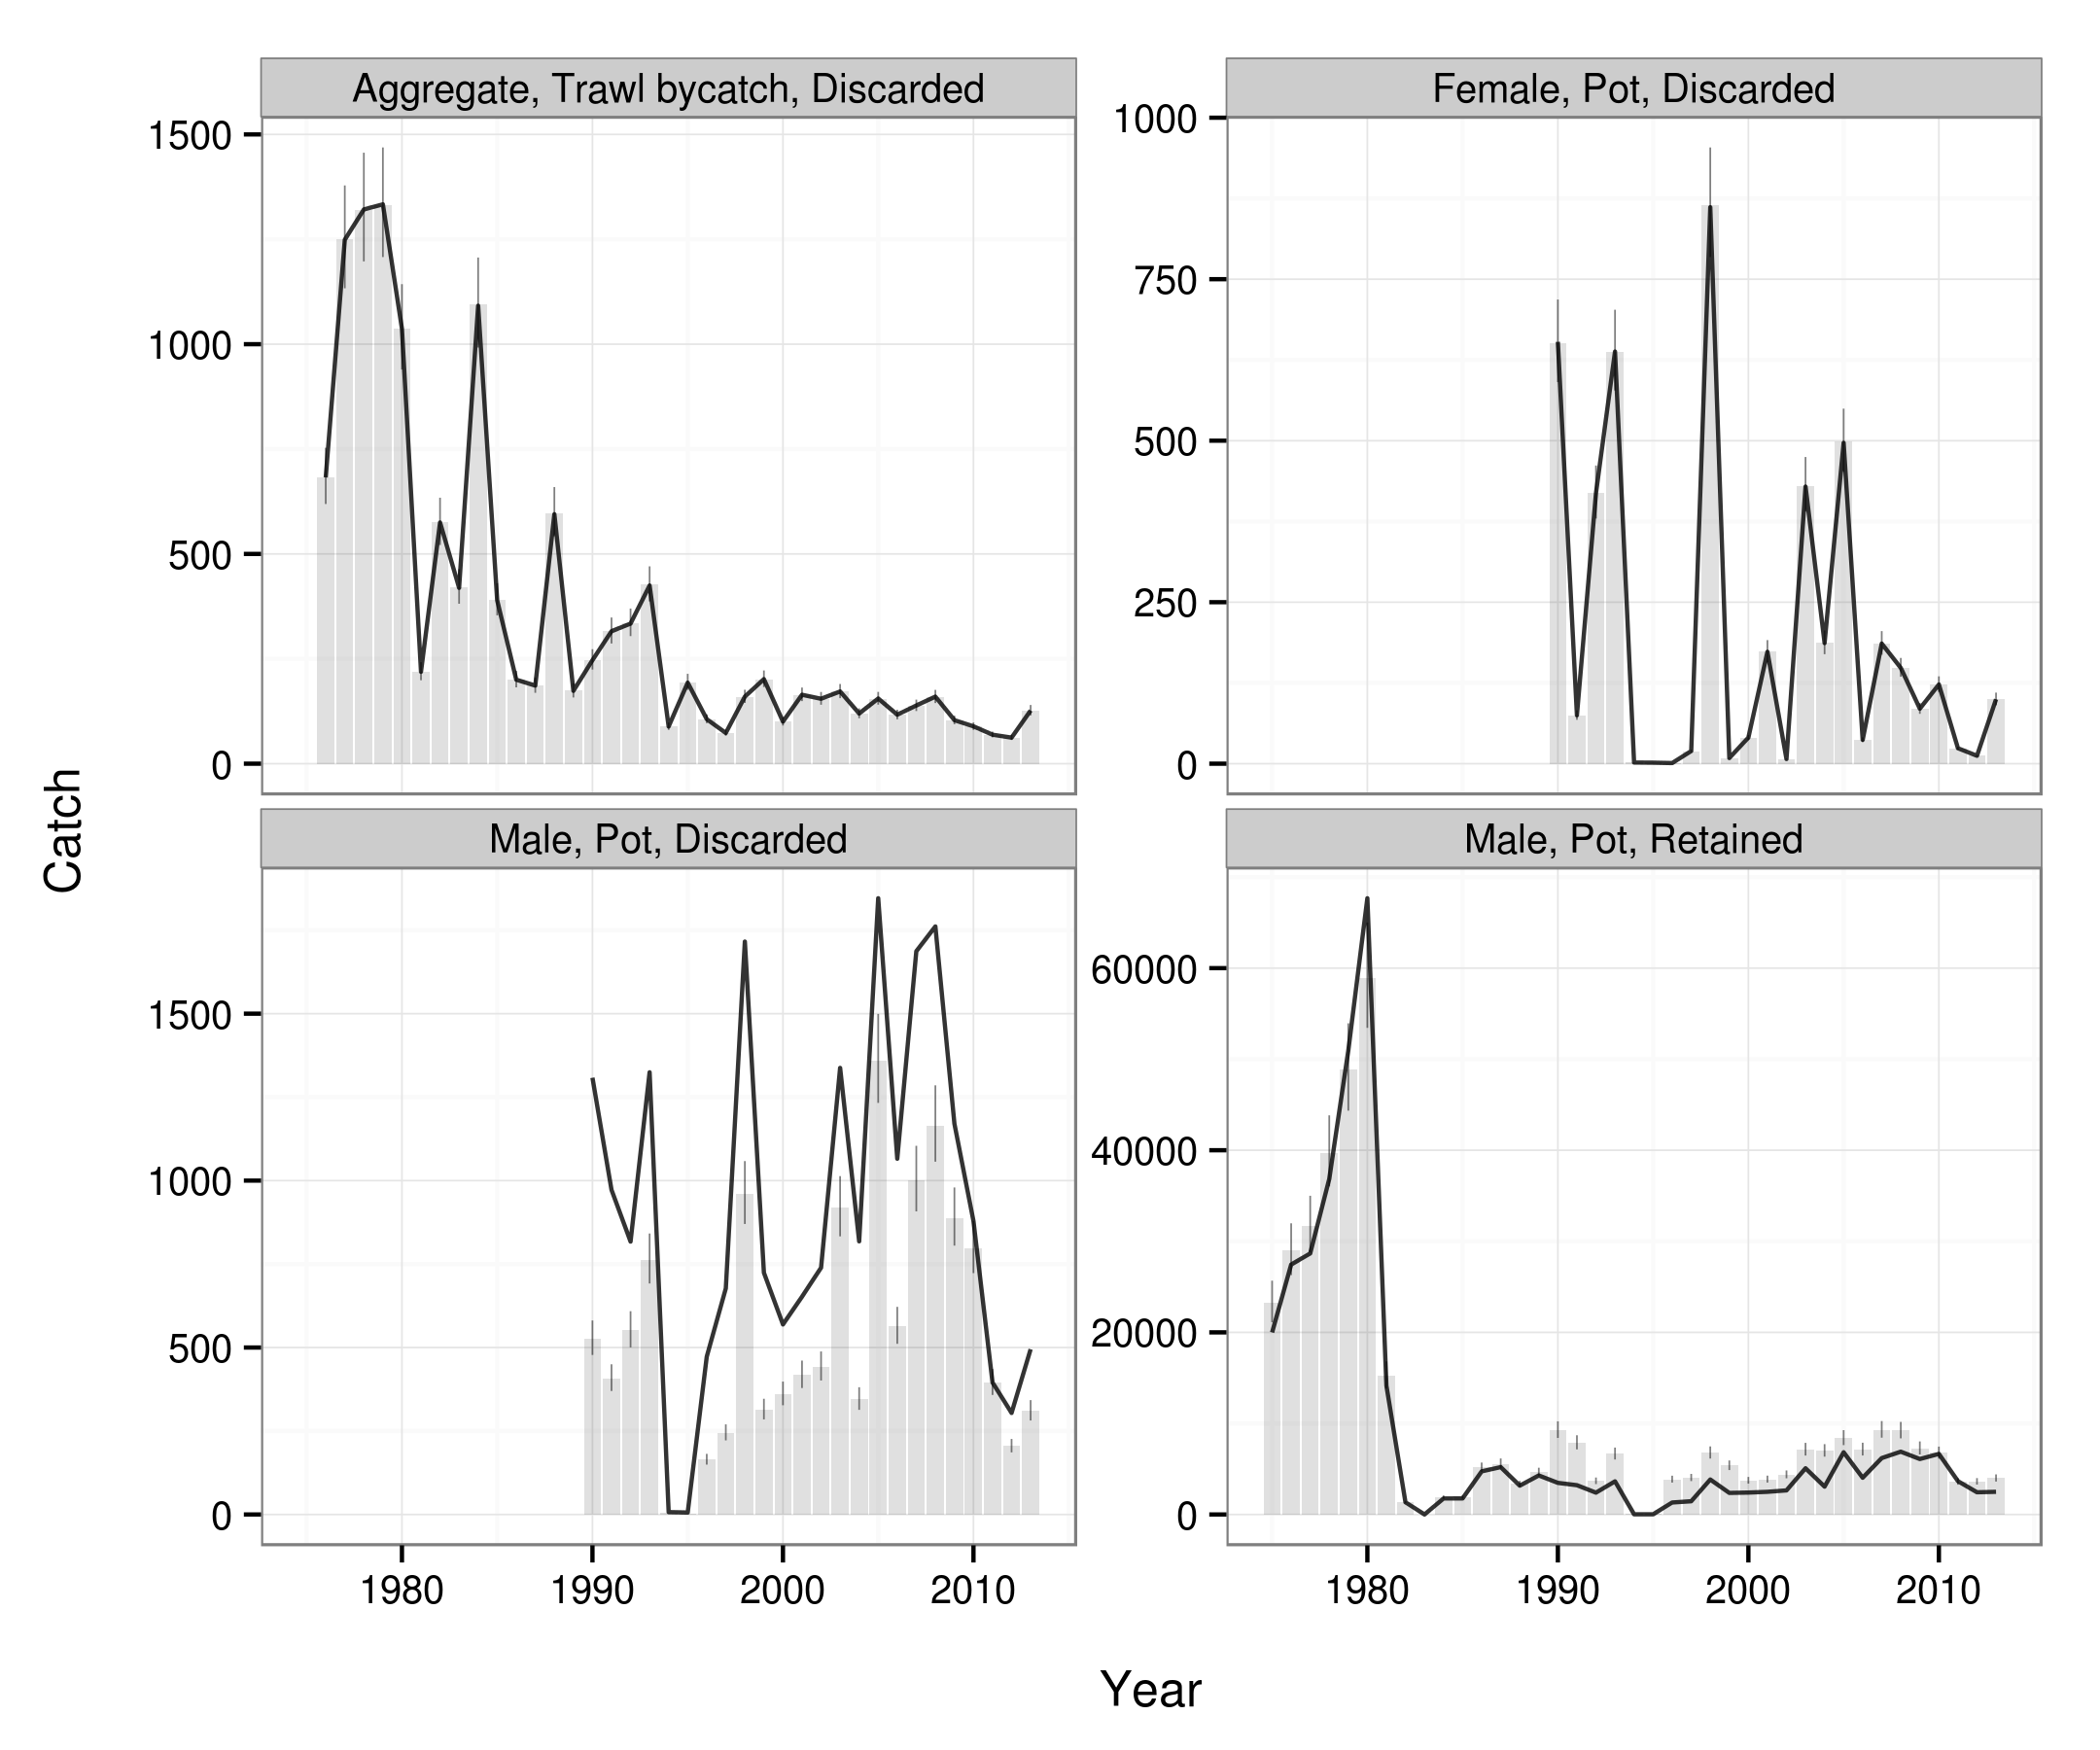 Aggregate, Trawl bycatch, Discarded
Female, Pot, Discarded
1500
1000
500
0
1000
750
500
250
0
Catch
Male, Pot, Discarded
Male, Pot, Retained
1500
1000
500
0
60000
40000
20000
0
1980 1990 2000 2010
1980 1990 2000 2010
Year